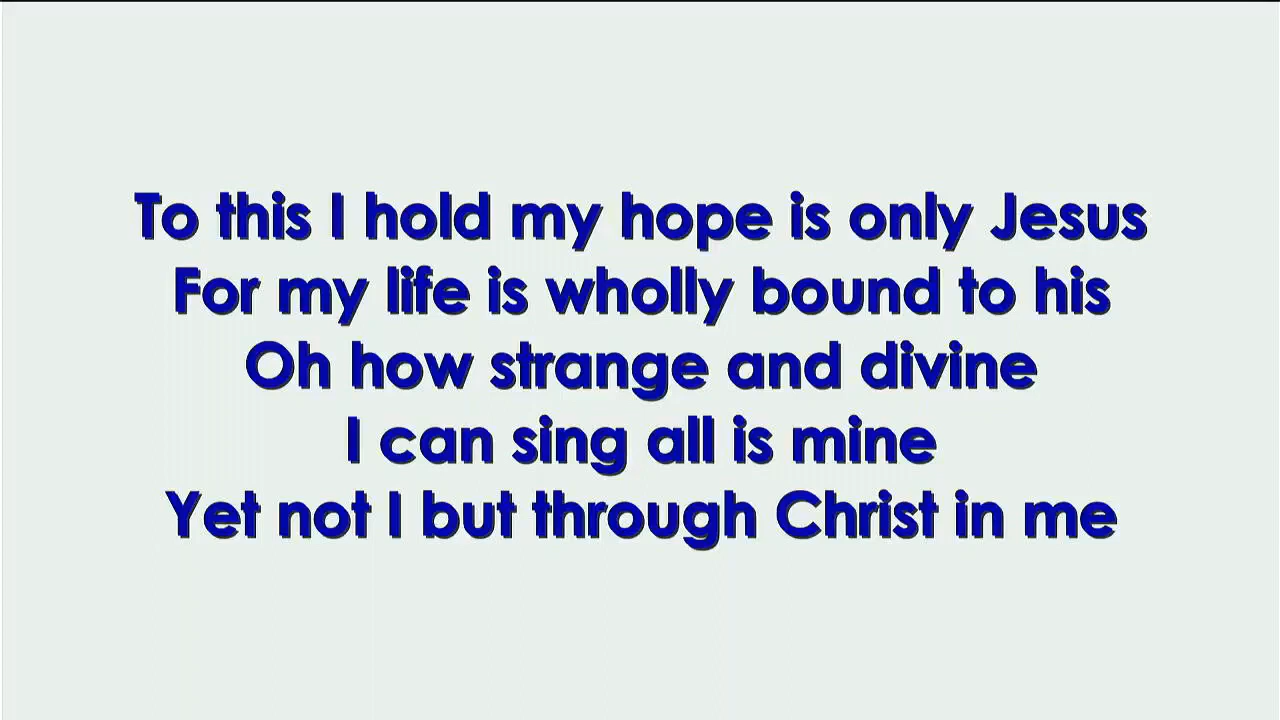 To this I hold my hope is only Jesus
For my life is wholly bound to his
Oh how strange and divine
I can sing all is mine
Yet not I but through Christ in me